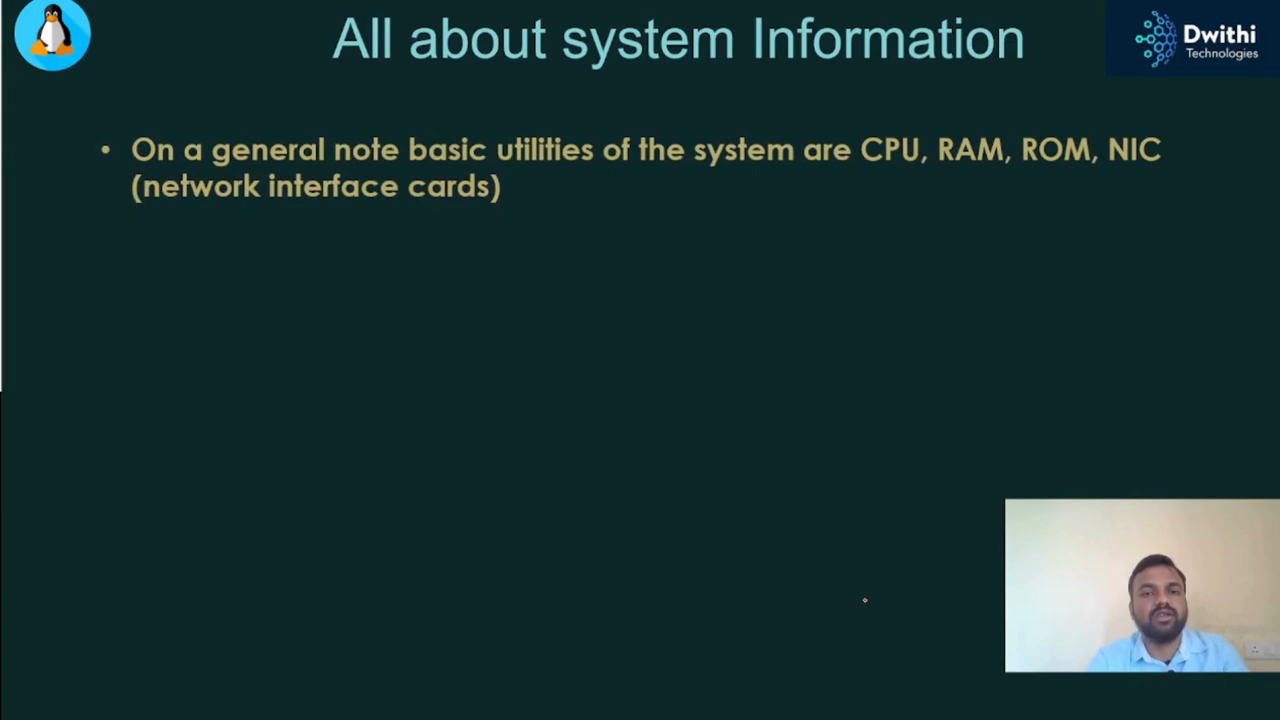 All about system Information
Dwithi
Technologies
• On a general note basic utilities of the system are CPU, RAM, ROM, NIC
(network interface cards)